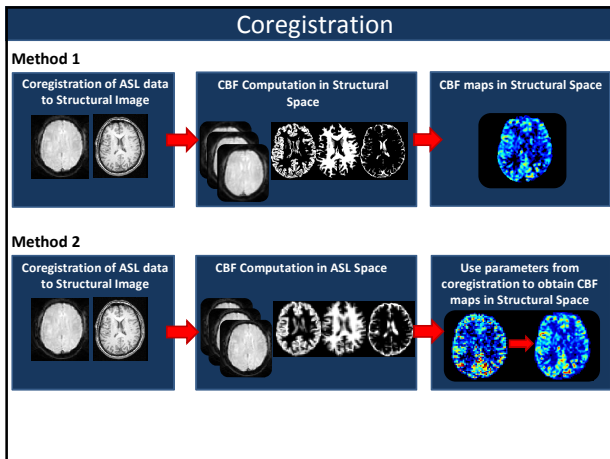 Coregistration
Method 1
Coregistration of ASL data
to Structural Image
CBF Computation in Structural
Space
CBF maps in Structural Space
Method 2
Coregistration of ASL data
to Structural Image
CBF Computation in ASL Space
Use parameters from
coregistration to obtain CBF
maps in Structural Space